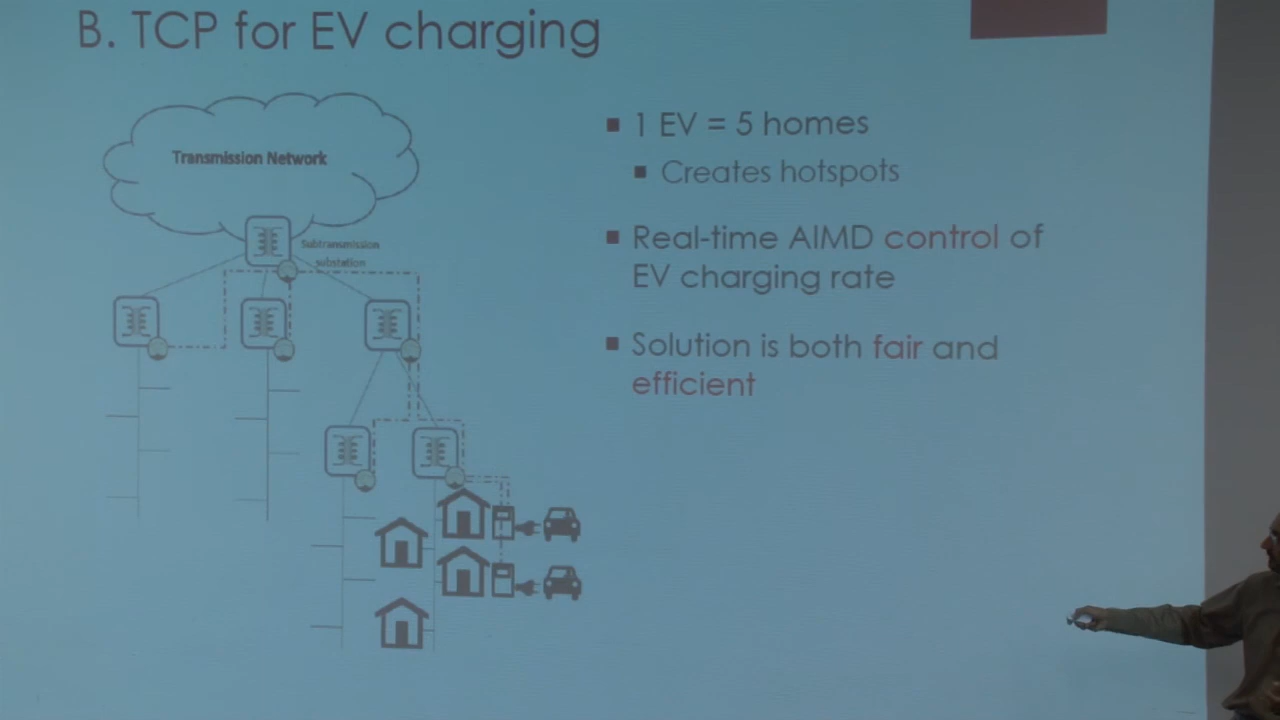 B. TCP for EV charging
Transmission Network
Subtransmission
substation
1 EV = 5 homes
Creates hotspots
Real-time AIMD control of
EV charging rate
Solution is both fair and
efficient